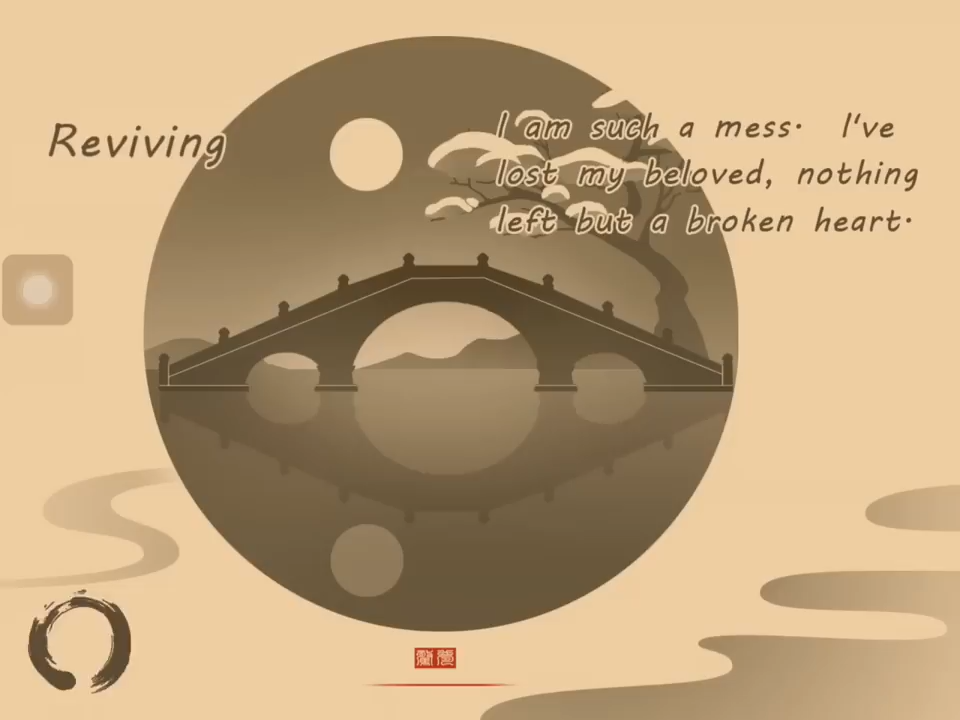 Reviving
I am such a mess. I've
lost my beloved, nothing
left but a broken heart.